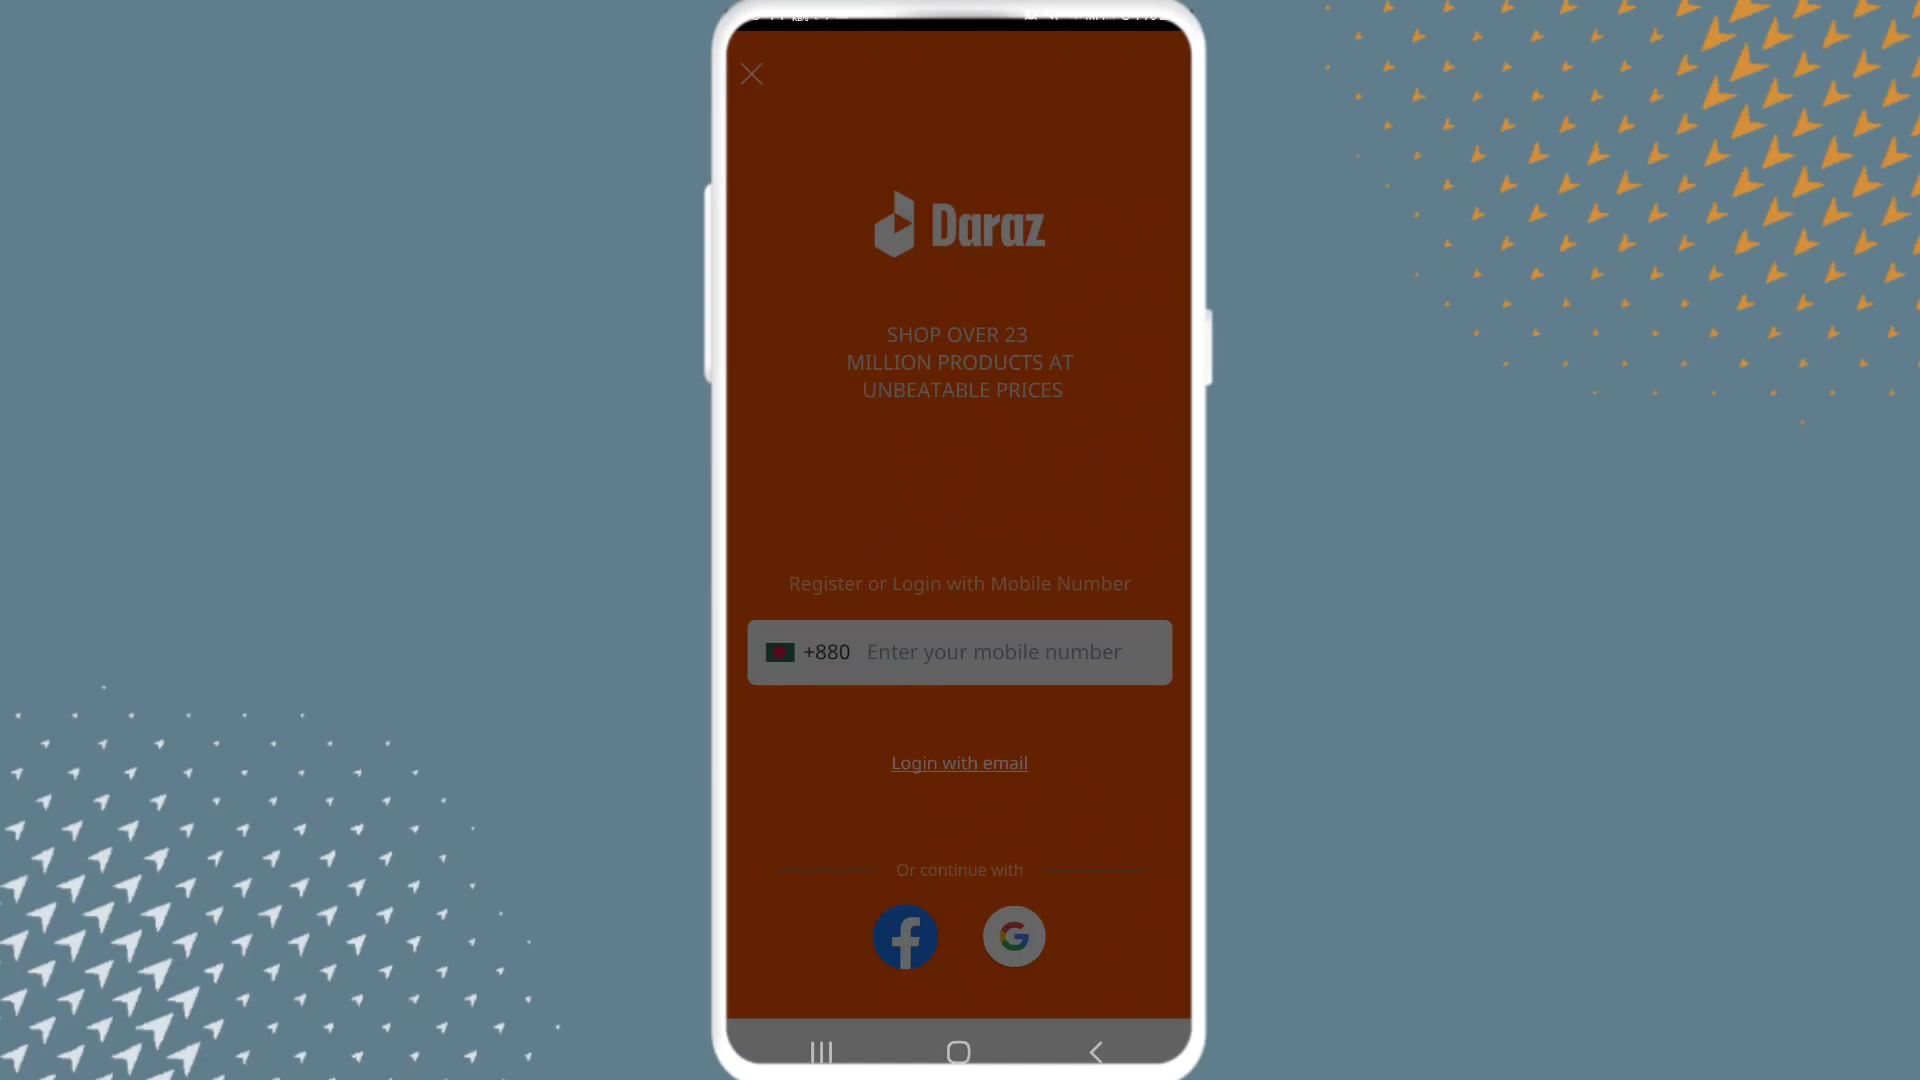 Daraz
SHOP OVER 23
MILLION PRODUCTS AT
UNBEATABLE PRICES
Register or Login with Mobile Number
+880 Enter your mobile number
Login with email
Or continue with